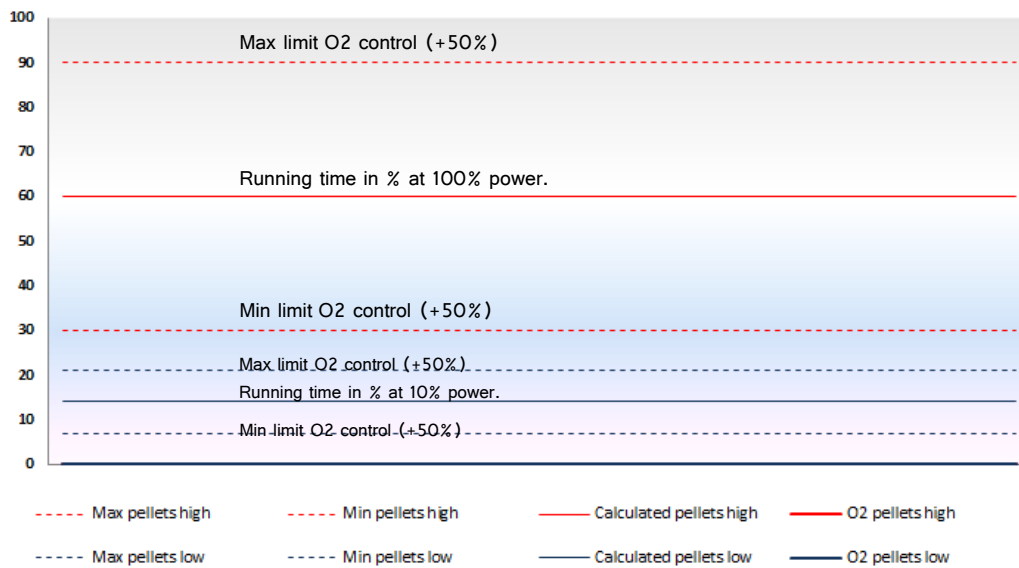 100
Max limit O2 control (+50%)
90
80
70
Running time in % at 100% power.
60
50
40
Min limit O2 control (+50%)
30
Max limit O2 control (+50%)
20
Running time in % at 10% power.
10
Min limit O2 control (+50%)
0
Max pellets high Min pellets high Calculated pellets high O2 pellets high
Max pellets low Min pellets low Calculated pellets low O2 pellets low